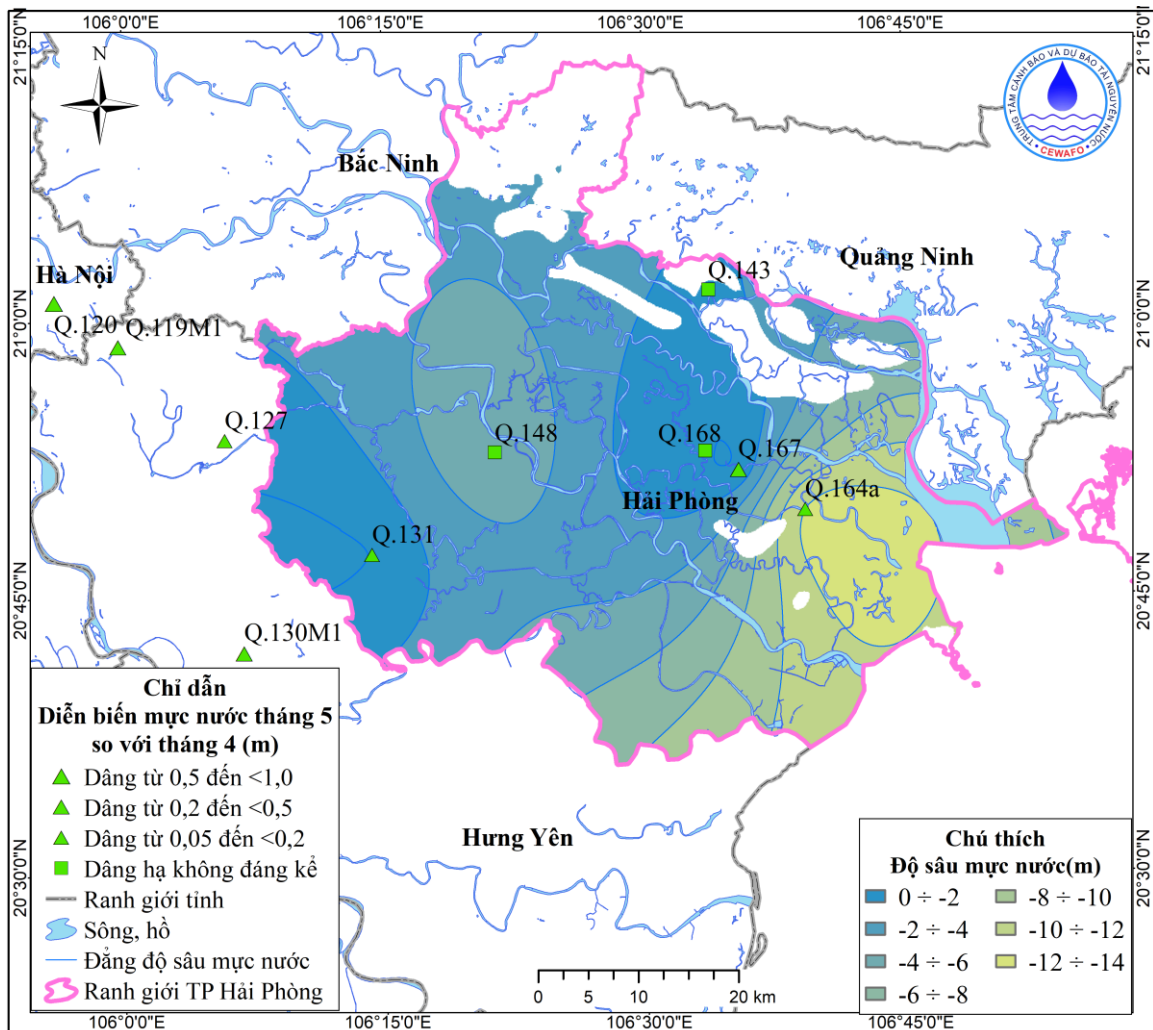 106°0'0"E 106°15'0"E 106°30'0"E 106°45'0"E
21°15'0"N
21°15'0"N
N
TRUNG TÂM CẢNH BÁO VÀ DỰ BÁO TÀI NGUYÊN NƯỚC
• CEWAFO •
Bắc Ninh
Quảng Ninh
Hà Nội
Q.143
21°0'0"N
21°0'0"N
Q.120
Q.119M1
Q.127
Q.148
Q.168
Q.167
Hải Phòng
Q.164a
Q.131
20°45'0"N
20°45'0"N
Q.130M1
Chỉ dẫn
Diễn biến mực nước tháng 5
so với tháng 4 (m)
Dâng từ 0,5 đến <1,0
Dâng từ 0,2 đến <0,5
Dâng từ 0,05 đến <0,2
Dâng hạ không đáng kể
Ranh giới tỉnh
Sông, hồ
Đẳng độ sâu mực nước
Ranh giới TP Hải Phòng
Hưng Yên
20°30'0"N
20°30'0"N
Chú thích
Độ sâu mực nước(m)
0 ÷ -2
-2 ÷ -4
-4 ÷ -6
-6 ÷ -8
-8 ÷ -10
-10 ÷ -12
-12 ÷ -14
0 5 10 20 km
106°0'0"E 106°15'0"E 106°30'0"E 106°45'0"E